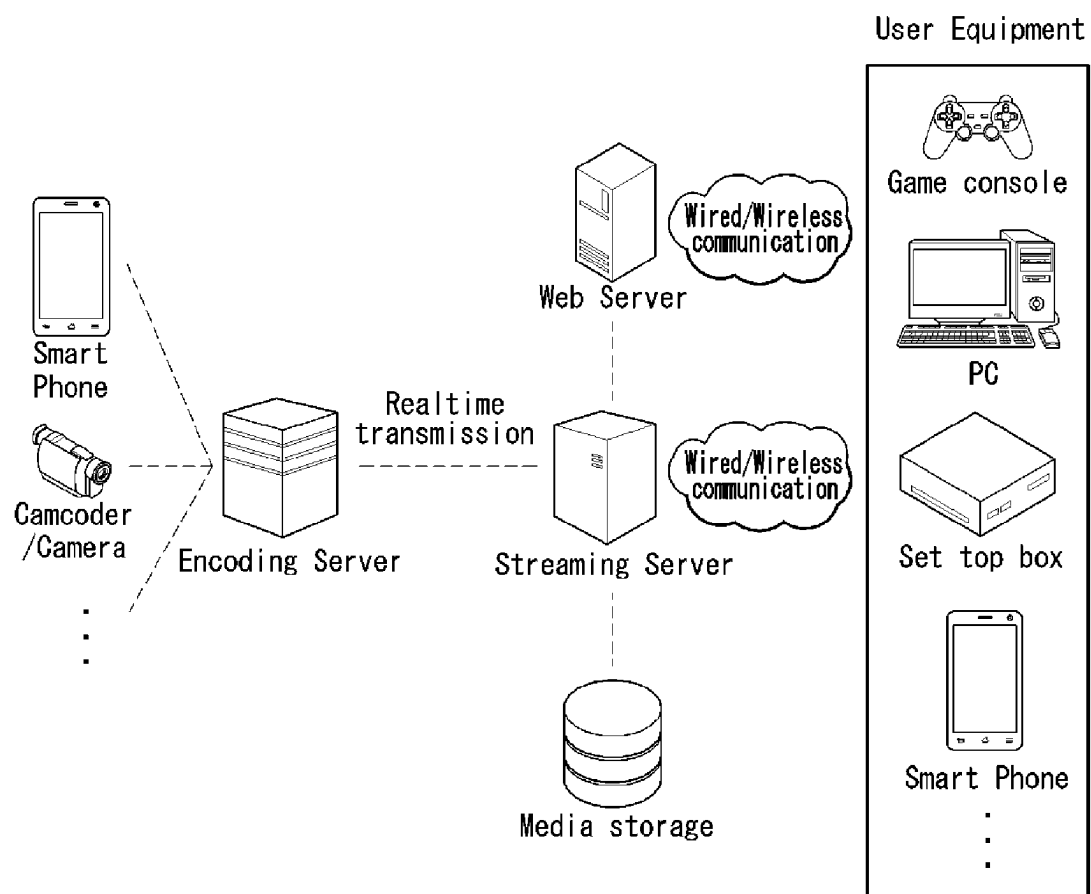 User Equipment
Game console
Wired/Wireless
communication
Web Server
PC
Smart
Phone
Realtime
transmission
Wired/Wireless
communication
Camcoder
/Camera
Encoding Server
Streaming Server
Set top box
Media storage
Smart Phone